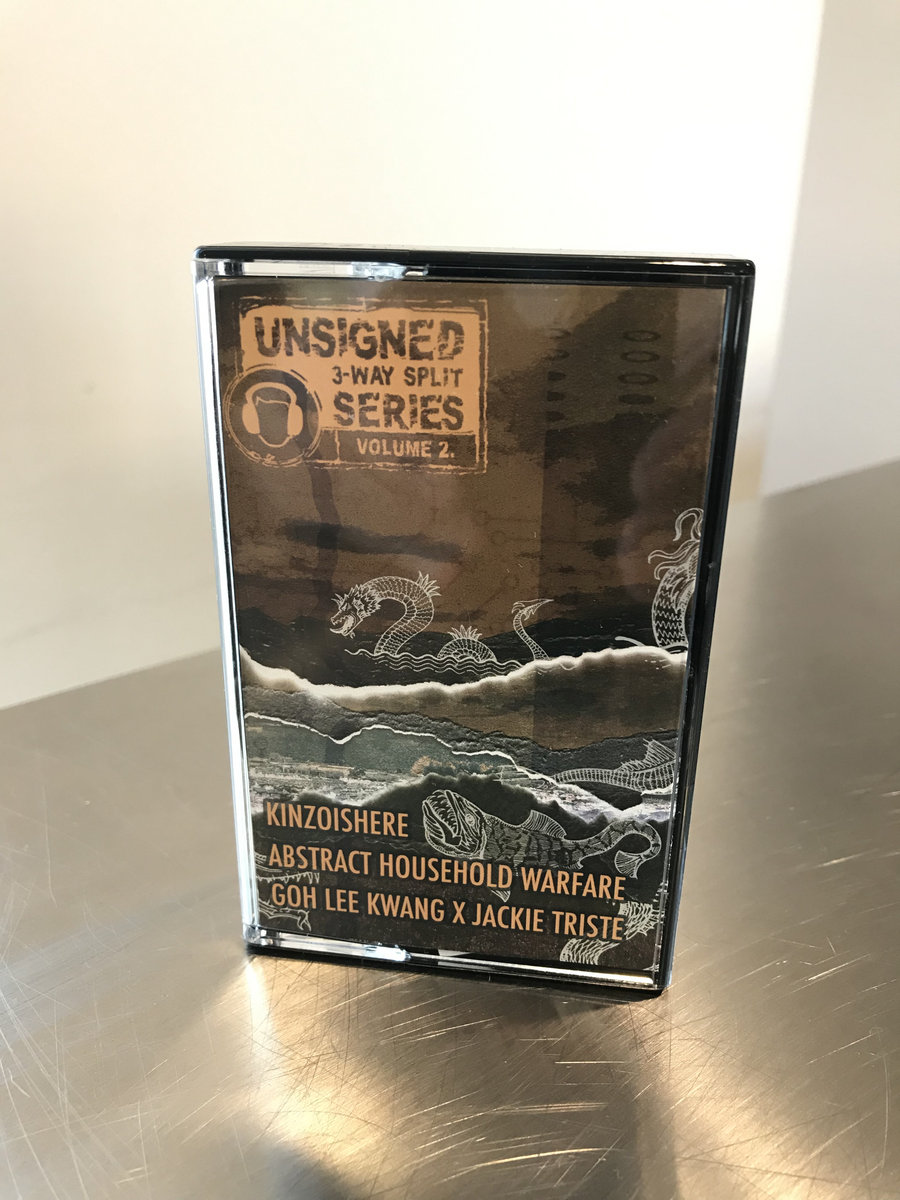 UNSIGNED
3-WAY SPLIT
SERIES
VOLUME 2.
KINZOISHERE
ABSTRACT HOUSEHOLD WARFARE
GOH LEE KWANG X JACKIE TRISTE